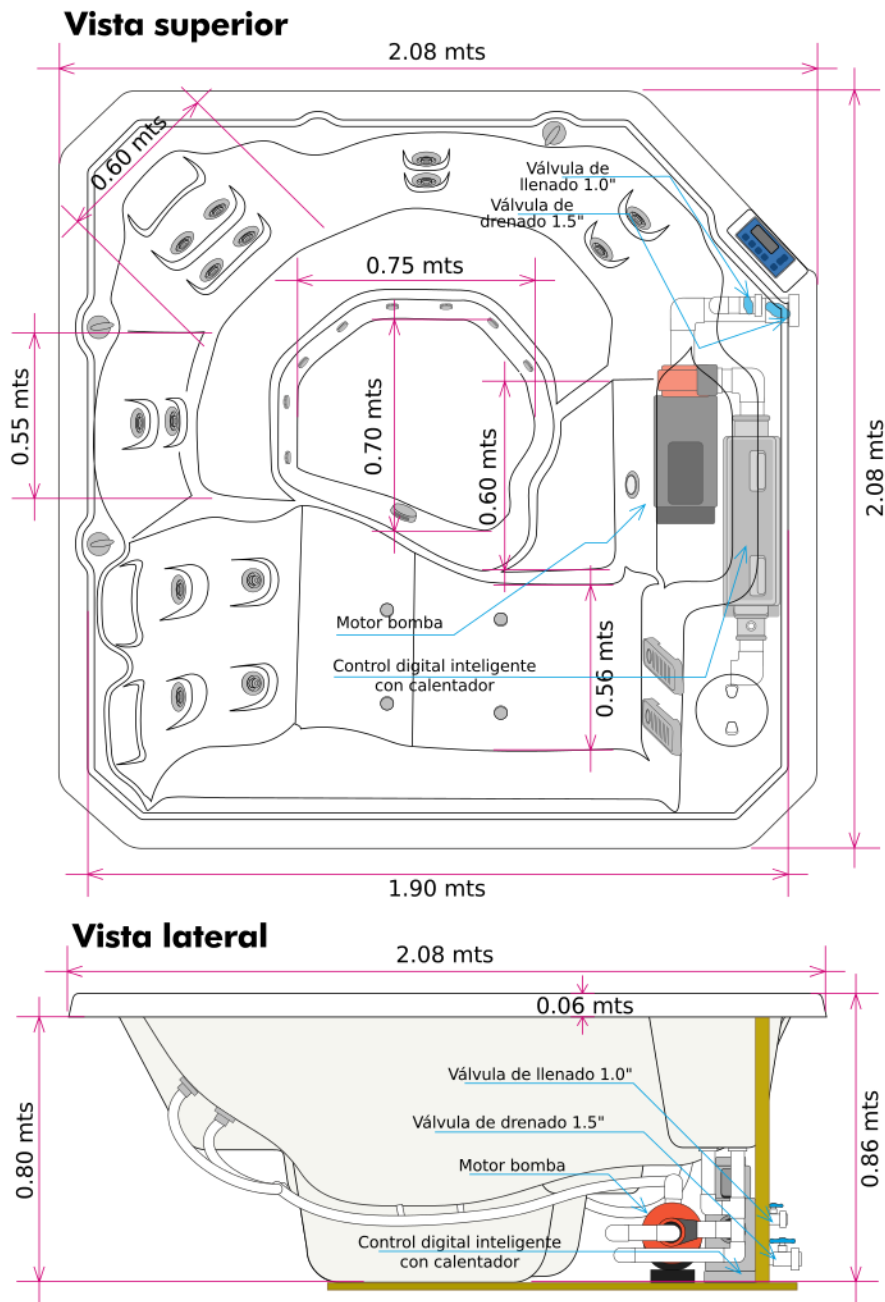 Vista superior
2.08 mts
0.60 mts
Válvula de
llenado 1.0"
Válvula de
drenado 1.5"
0.75 mts
0.55 mts
0.70 mts
0.60 mts
2.08 mts
Motor bomba
Control digital inteligente
con calentador
0.56 mts
1.90 mts
Vista lateral
2.08 mts
0.06 mts
Válvula de llenado 1.0"
Válvula de drenado 1.5"
0.80 mts
0.86 mts
Motor bomba
Control digital inteligente
con calentador